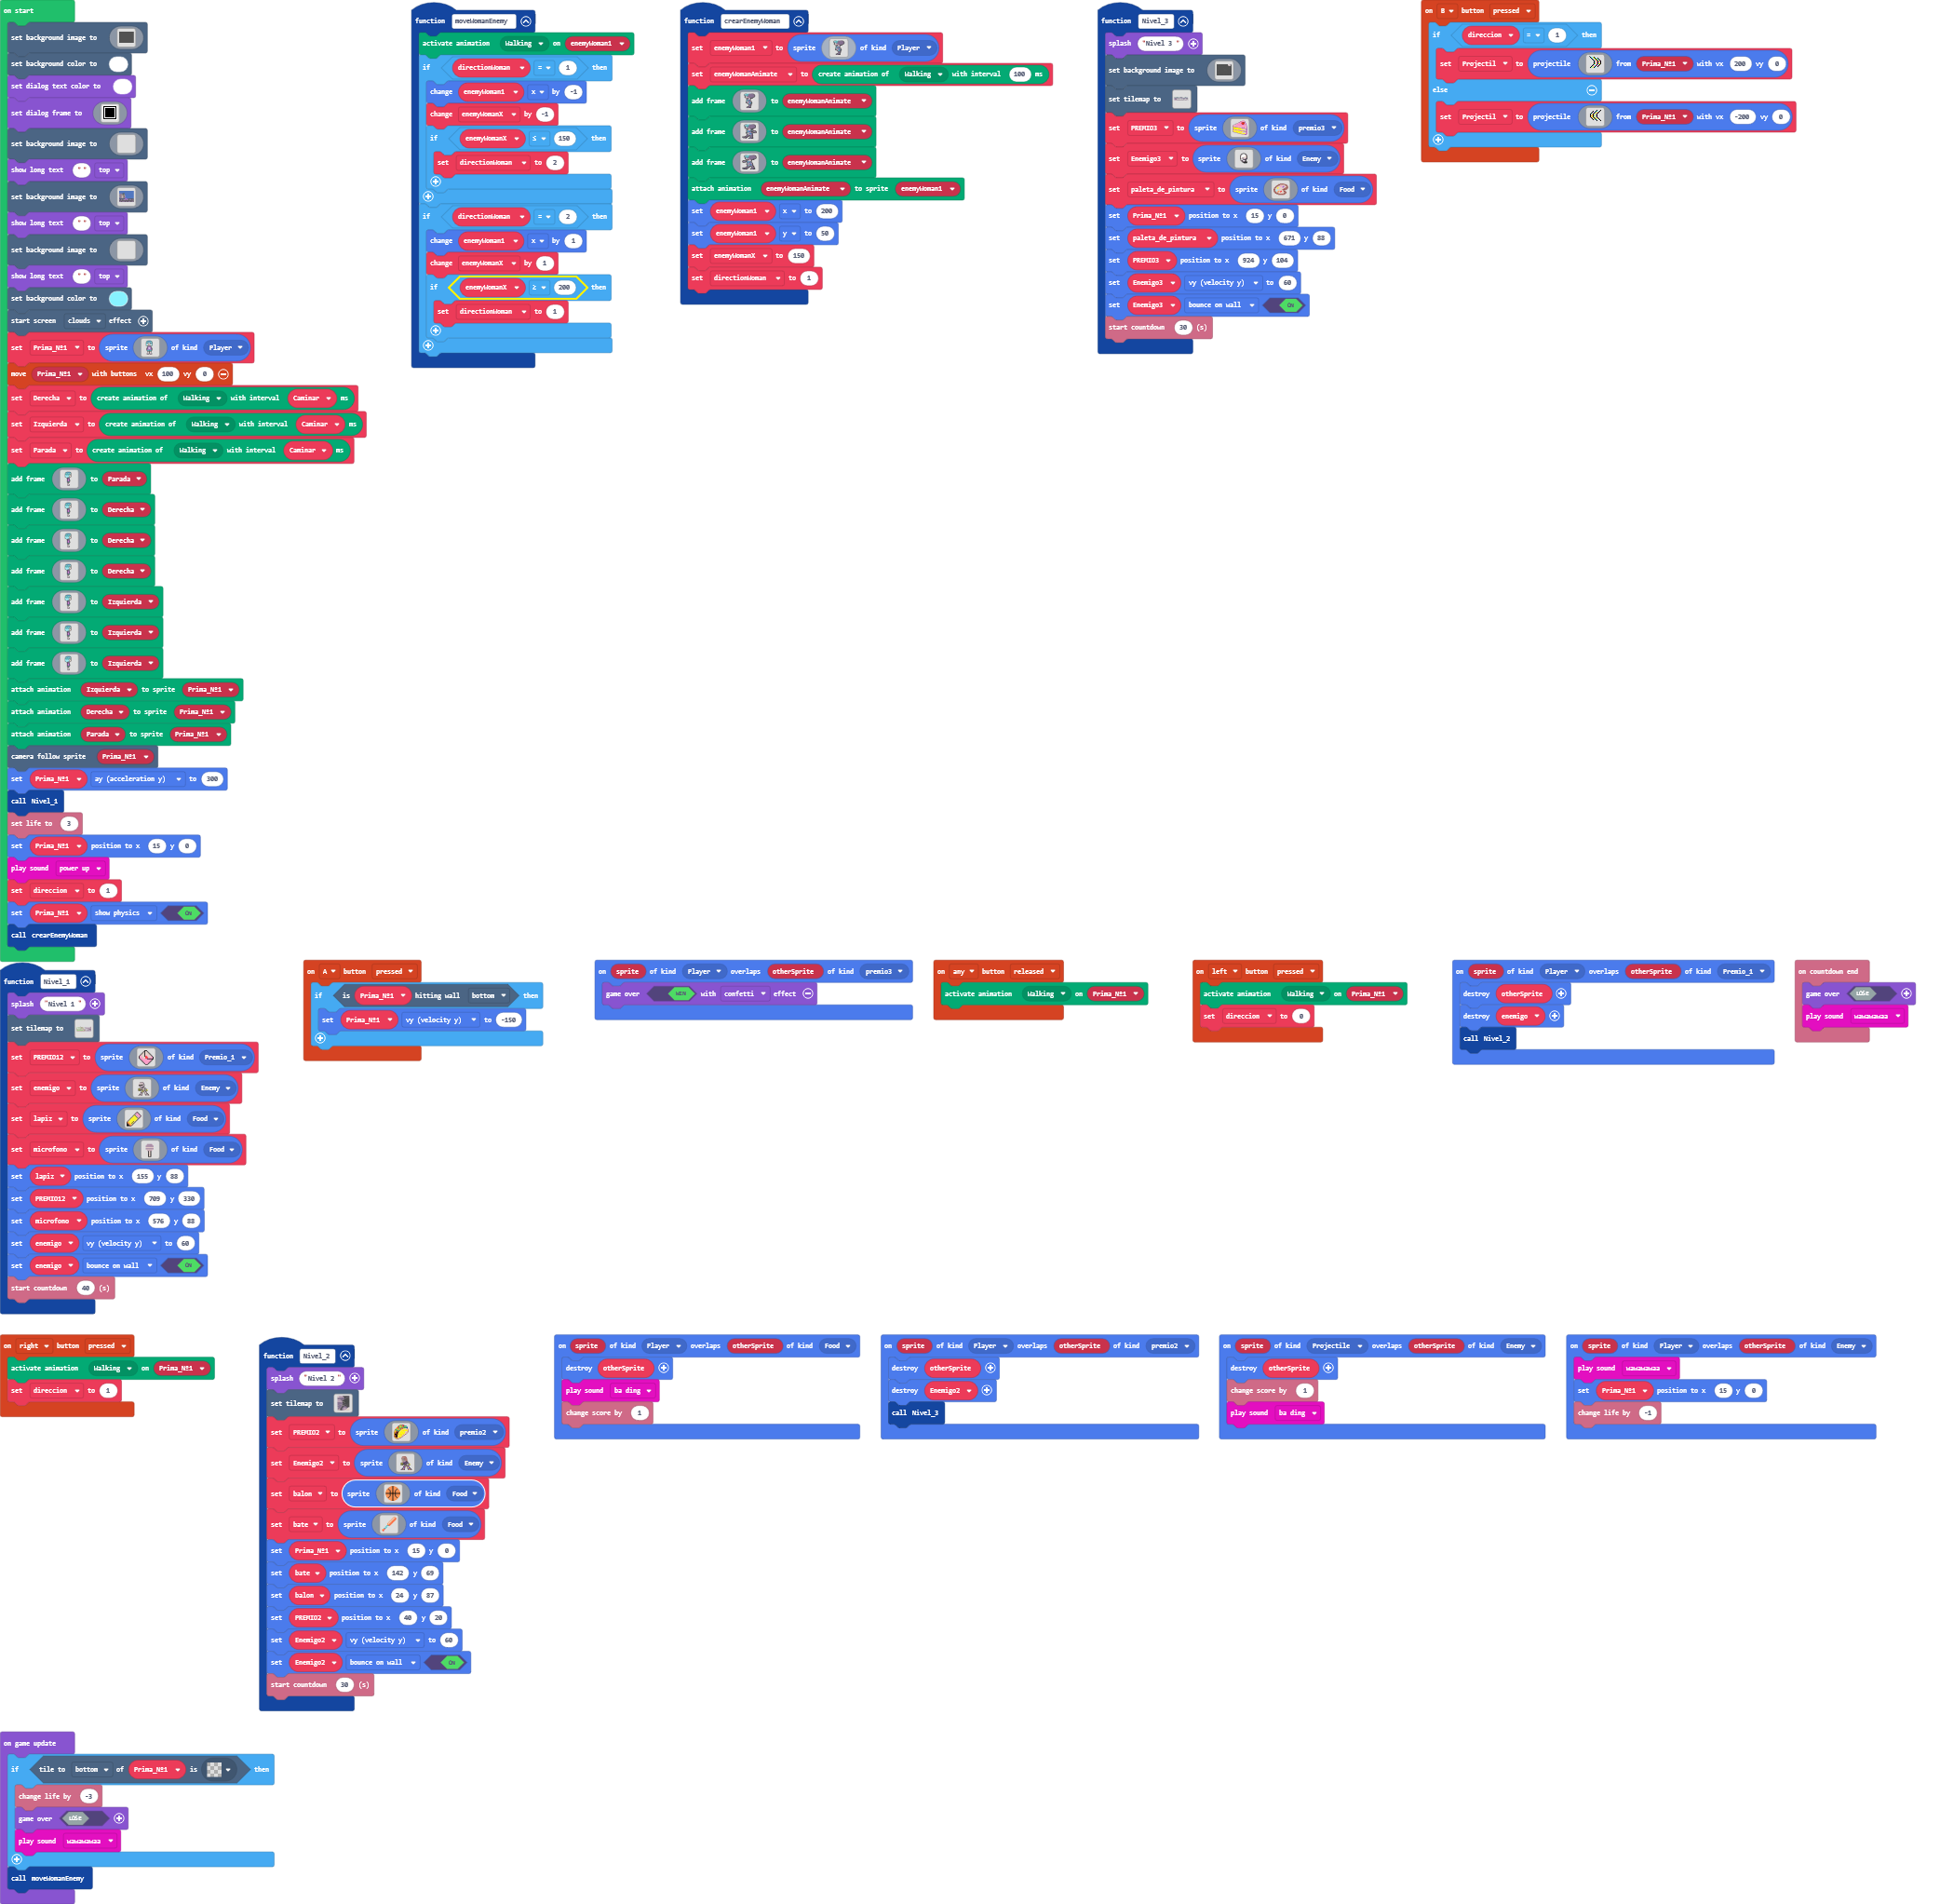 on start
set background image to
set background color to
set dialog text color to
set dialog frame to
set background image to
show long text " " top
set background image to
show long text " " top
set background image to
show long text " " top
set background color to
start screen clouds effect
set Prima_Nº1 to sprite of kind Player
move Prima_Nº1 with buttons vx 100 vy 0
set Derecha to create animation of Walking with interval Caminar ms
set Izquierda to create animation of Walking with interval Caminar ms
set Parada to create animation of Walking with interval Caminar ms
add frame to Parada
add frame to Derecha
add frame to Derecha
add frame to Derecha
add frame to Izquierda
add frame to Izquierda
add frame to Izquierda
attach animation Izquierda to sprite Prima_Nº1
attach animation Derecha to sprite Prima_Nº1
attach animation Parada to sprite Prima_Nº1
camera follow sprite Prima_Nº1
set Prima_Nº1 ay (acceleration y) to 300
call Nivel_1
set life to 3
set Prima_Nº1 position to x 15 y 0
play sound power up
set direccion to 1
set Prima_Nº1 show physics On
call crearEnemyWoman
function moveWomanEnemy
activate animation Walking on enemyWoman1
if directionWoman = 1 then
change enemyWoman1 x by -1
change enemyWomanX by -1
if enemyWomanX ≤ 150 then
set directionWoman to 2
if directionWoman = 2 then
change enemyWoman1 x by 1
change enemyWomanX by 1
if enemyWomanX ≥ 200 then
set directionWoman to 1
function crearEnemyWoman
set enemyWoman1 to sprite of kind Player
set enemyWomanAnimate to create animation of Walking with interval 100 ms
add frame to enemyWomanAnimate
add frame to enemyWomanAnimate
add frame to enemyWomanAnimate
attach animation enemyWomanAnimate to sprite enemyWoman1
set enemyWoman1 x to 200
set enemyWoman1 y to 50
set enemyWomanX to 150
set directionWoman to 1
function Nivel_3
splash "Nivel 3 "
set background image to
set tilemap to
set PREMIO3 to sprite of kind premio3
set Enemigo3 to sprite of kind Enemy
set paleta_de_pintura to sprite of kind Food
set Prima_Nº1 position to x 15 y 0
set paleta_de_pintura position to x 671 y 88
set PREMIO3 position to x 924 y 104
set Enemigo3 vy (velocity y) to 60
set Enemigo3 bounce on wall On
start countdown 30 (s)
on B button pressed
if direccion = 1 then
set Projectil to projectile from Prima_Nº1 with vx 200 vy 0
else
set Projectil to projectile from Prima_Nº1 with vx -200 vy 0
function Nivel_1
splash "Nivel 1 "
set tilemap to
set PREMIO12 to sprite of kind Premio_1
set enemigo to sprite of kind Enemy
set lapiz to sprite of kind Food
set microfono to sprite of kind Food
set lapiz position to x 155 y 88
set PREMIO12 position to x 709 y 330
set microfono position to x 576 y 88
set enemigo vy (velocity y) to 60
set enemigo bounce on wall On
start countdown 40 (s)
on A button pressed
if is Prima_Nº1 hitting wall bottom then
set Prima_Nº1 vy (velocity y) to -150
on sprite of kind Player overlaps otherSprite of kind premio3
game over WIN with confetti effect
on any button released
activate animation Walking on Prima_Nº1
on left button pressed
activate animation Walking on Prima_Nº1
set direccion to 0
on sprite of kind Player overlaps otherSprite of kind Premio_1
destroy otherSprite
destroy enemigo
call Nivel_2
on countdown end
game over LOSE
play sound wawawawaa
on right button pressed
activate animation Walking on Prima_Nº1
set direccion to 1
function Nivel_2
splash "Nivel 2 "
set tilemap to
set PREMIO2 to sprite of kind premio2
set Enemigo2 to sprite of kind Enemy
set balon to sprite of kind Food
set bate to sprite of kind Food
set Prima_Nº1 position to x 15 y 0
set bate position to x 142 y 69
set balon position to x 24 y 87
set PREMIO2 position to x 40 y 20
set Enemigo2 vy (velocity y) to 60
set Enemigo2 bounce on wall On
start countdown 30 (s)
on sprite of kind Player overlaps otherSprite of kind Food
destroy otherSprite
play sound ba ding
change score by 1
on sprite of kind Player overlaps otherSprite of kind premio2
destroy otherSprite
destroy Enemigo2
call Nivel_3
on sprite of kind Projectile overlaps otherSprite of kind Enemy
destroy otherSprite
change score by 1
play sound ba ding
on sprite of kind Player overlaps otherSprite of kind Enemy
play sound wawawawaa
set Prima_Nº1 position to x 15 y 0
change life by -1
on game update
if tile to bottom of Prima_Nº1 is then
change life by -3
game over LOSE
play sound wawawawaa
call moveWomanEnemy